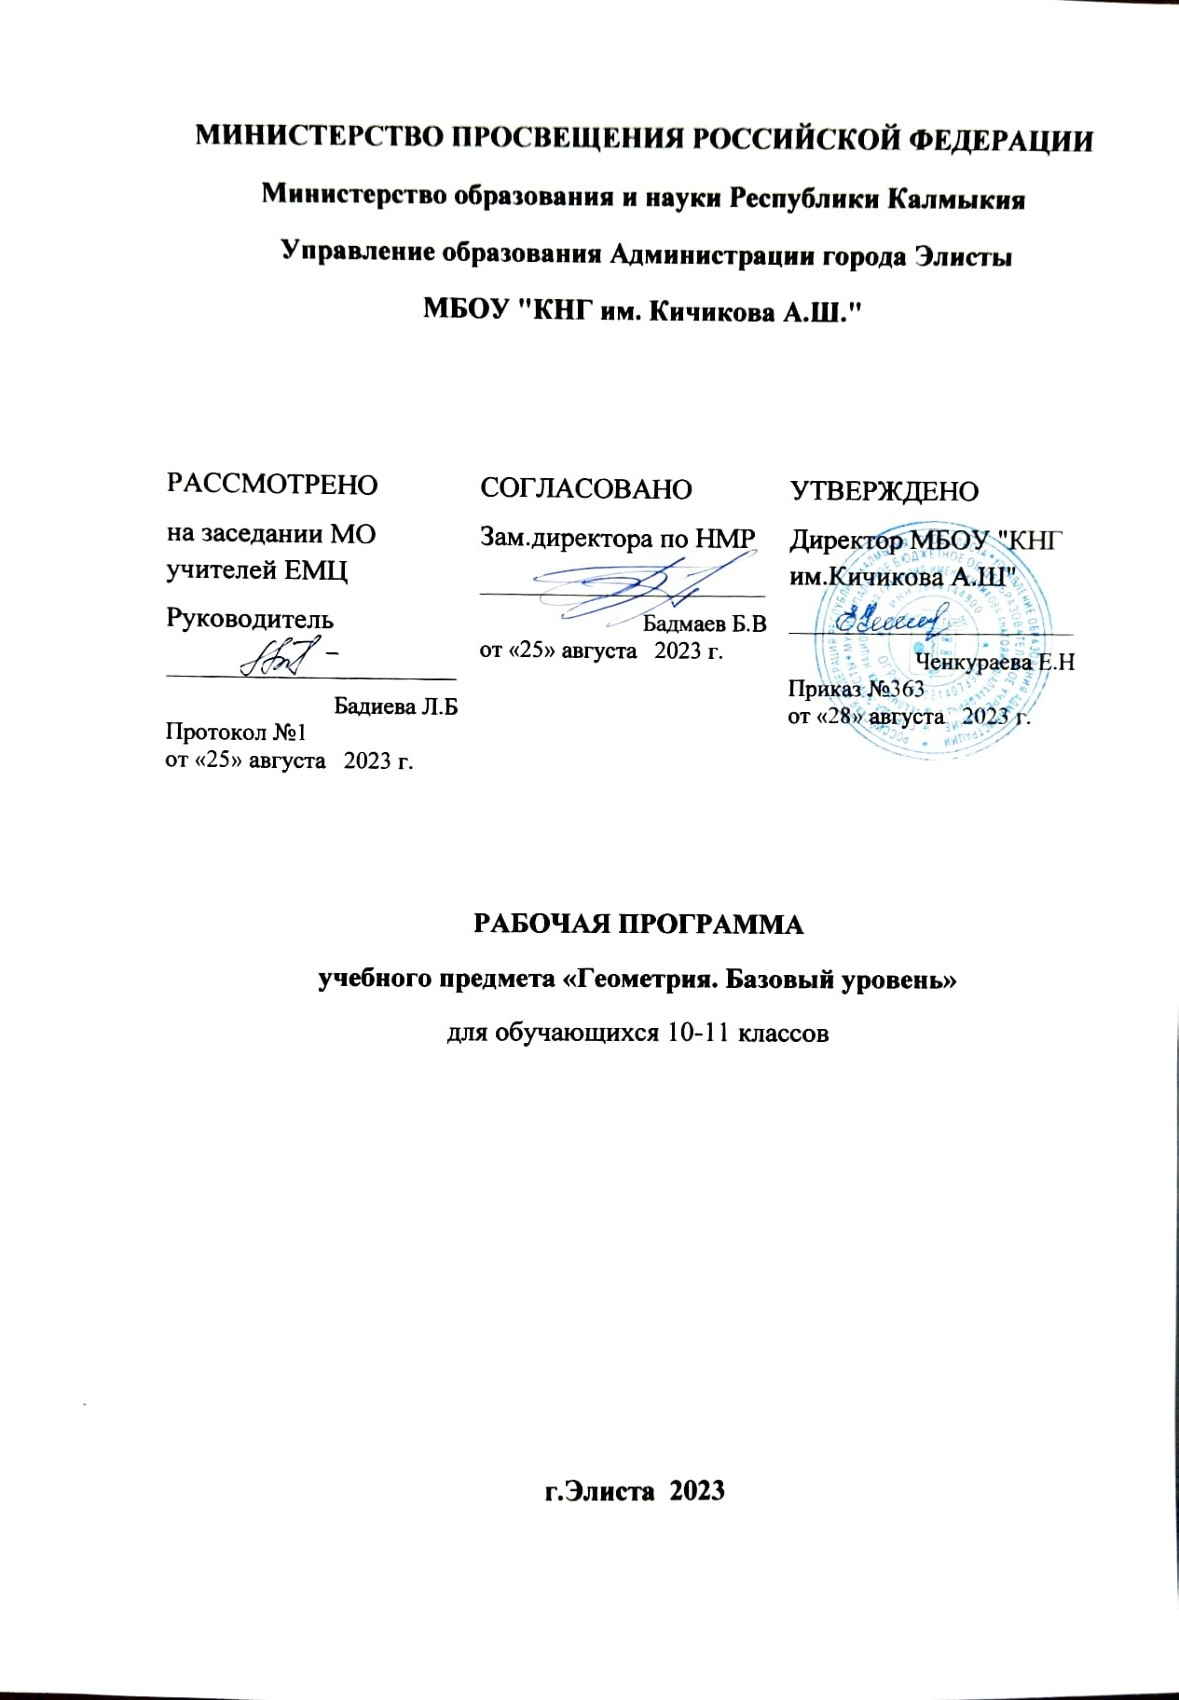 МИНИСТЕРСТВО ПРОСВЕЩЕНИЯ РОССИЙСКОЙ ФЕДЕРАЦИИ
Министерство образования и науки Республики Калмыкия
Управление образования Администрации города Элисты
МБОУ "КНГ им. Кичикова А.Ш."
РАССМОТРЕНО
на заседании МО
учителей ЕМЦ
Руководитель
Бадиева Л.Б
Протокол №1
от «25» августа 2023 г.
СОГЛАСОВАНО
Зам.директора по НМР
Бадмаев Б.В
от «25» августа 2023 г.
УТВЕРЖДЕНО
Директор МБОУ "КНГ
им.Кичикова А.Ш"
Ченкураева Е.Н
Приказ №363
от «28» августа 2023 г.
РАБОЧАЯ ПРОГРАММА
учебного предмета «Геометрия. Базовый уровень»
для обучающихся 10-11 классов
г.Элиста 2023